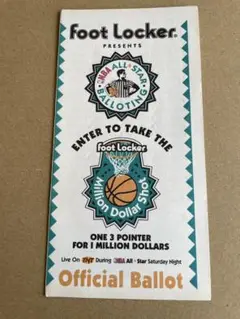 Foot Locker®
PRESENTS
NBA ALL★STAR
BALLOTING
ENTER TO TAKE THE
Foot Locker
Million Dollar Shot
ONE 3 POINTER
FOR 1 MILLION DOLLARS
Live On TNT During NBA All★Star Saturday Night
Official Ballot